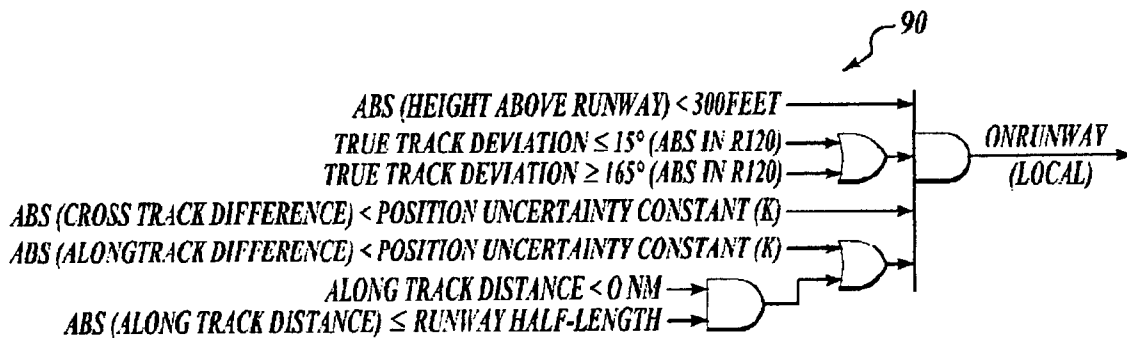 90
ABS (HEIGHT ABOVE RUNWAY) < 300FEET
TRUE TRACK DEVIATION ≤ 15° (ABS IN R120)
TRUE TRACK DEVIATION ≥ 165° (ABS IN R120)
ONRUNWAY
(LOCAL)
ABS (CROSS TRACK DIFFERENCE) < POSITION UNCERTAINTY CONSTANT (K)
ABS (ALONGTRACK DIFFERENCE) < POSITION UNCERTAINTY CONSTANT (K)
ALONG TRACK DISTANCE < 0 NM
ABS (ALONG TRACK DISTANCE) ≤ RUNWAY HALF-LENGTH